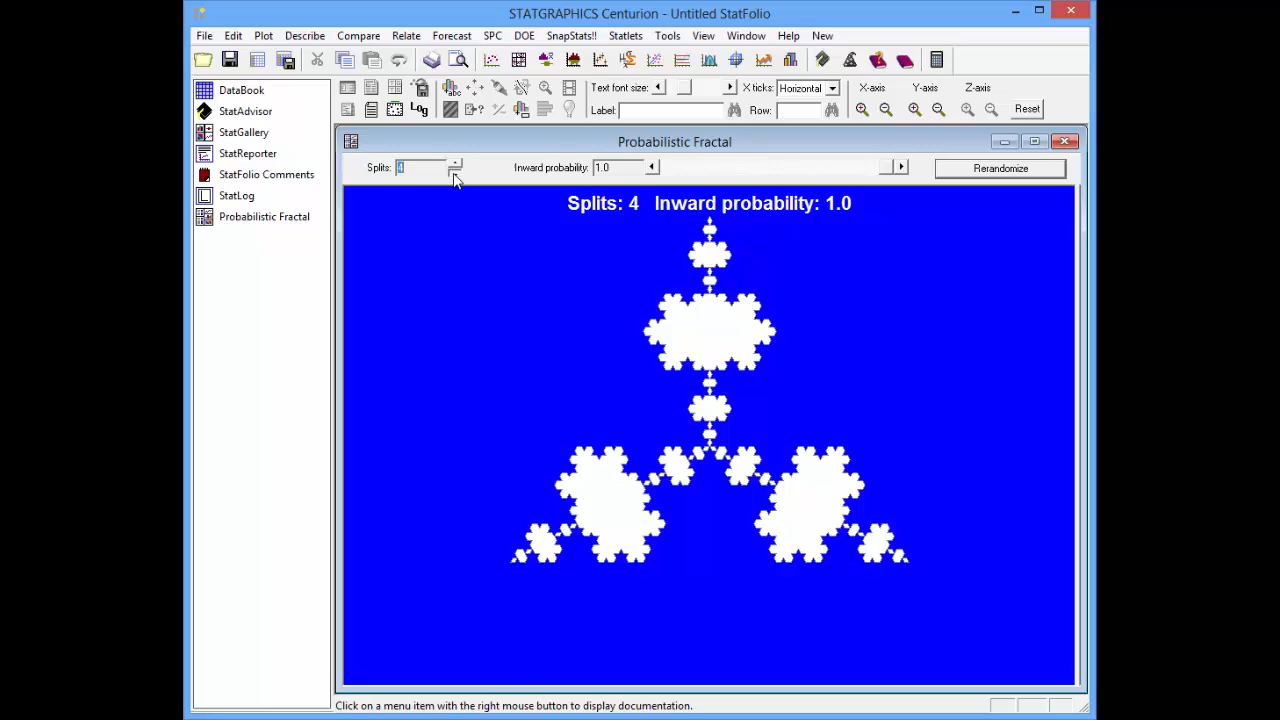 STATGRAPHICS Centurion - Untitled StatFolio
File Edit Plot Describe Compare Relate Forecast SPC DOE SnapStats!! Statlets Tools View Window Help New
DataBook
StatAdvisor
StatGallery
StatReporter
StatFolio Comments
StatLog
Probabilistic Fractal
Text font size: X ticks: Horizontal X-axis Y-axis Z-axis
Log Label: Row: Reset
Probabilistic Fractal
Splits: 4 Inward probability: 1.0 Rerandomize
Splits: 4 Inward probability: 1.0
Click on a menu item with the right mouse button to display documentation.